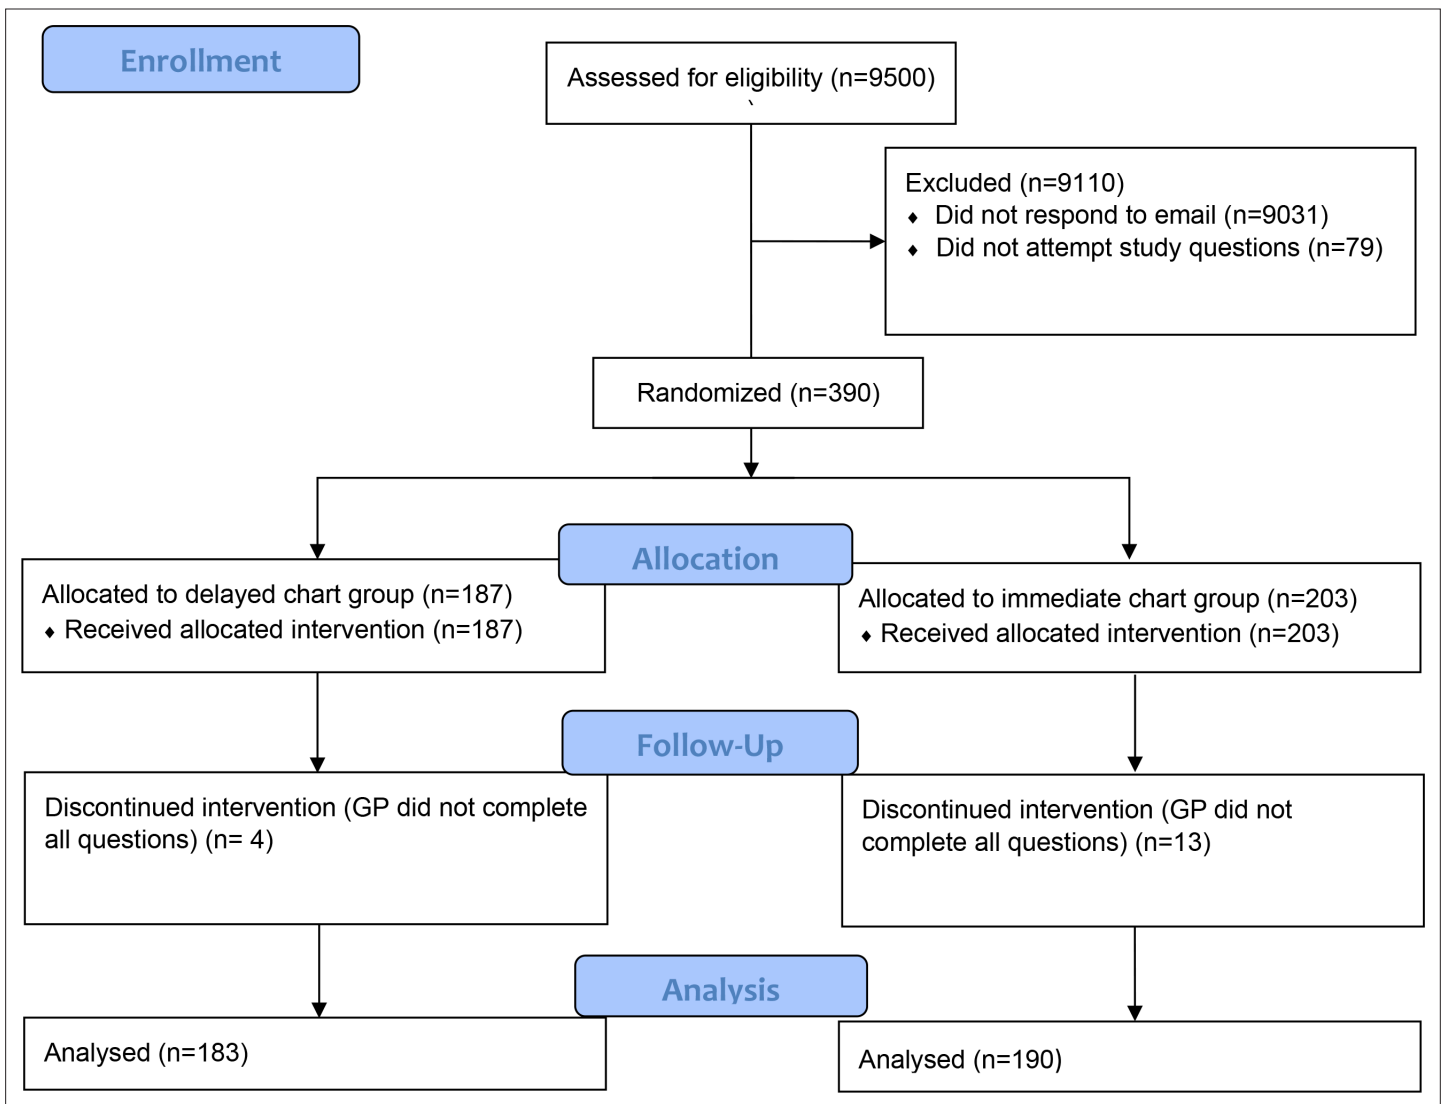 Enrollment
Assessed for eligibility (n=9500)
Excluded (n=9110)
♦ Did not respond to email (n=9031)
♦ Did not attempt study questions (n=79)
Randomized (n=390)
Allocation
Allocated to delayed chart group (n=187)
♦ Received allocated intervention (n=187)
Allocated to immediate chart group (n=203)
♦ Received allocated intervention (n=203)
Follow-Up
Discontinued intervention (GP did not complete
all questions) (n= 4)
Discontinued intervention (GP did not
complete all questions) (n=13)
Analysis
Analysed (n=183)
Analysed (n=190)